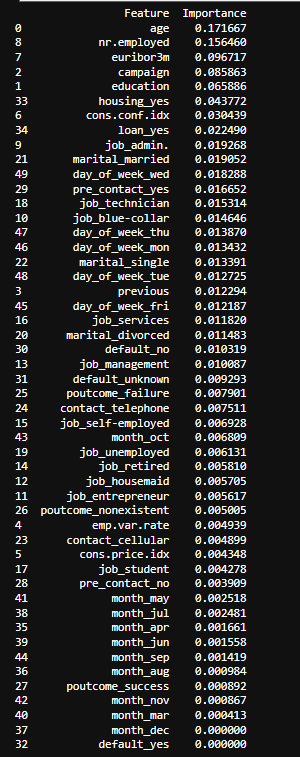 Feature Importance
0 age 0.171667
8 nr.employed 0.156460
7 euribor3m 0.096717
2 campaign 0.085863
1 education 0.065886
33 housing_yes 0.043772
6 cons.conf.idx 0.030439
34 loan_yes 0.022490
9 job_admin. 0.019268
21 marital_married 0.019052
49 day_of_week_wed 0.018288
29 pre_contact_yes 0.016652
18 job_technician 0.015314
10 job_blue-collar 0.014646
47 day_of_week_thu 0.013870
46 day_of_week_mon 0.013432
22 marital_single 0.013391
48 day_of_week_tue 0.012725
3 previous 0.012294
45 day_of_week_fri 0.012187
16 job_services 0.011820
20 marital_divorced 0.011483
30 default_no 0.010319
13 job_management 0.010087
31 default_unknown 0.009293
25 poutcome_failure 0.007901
24 contact_telephone 0.007511
15 job_self-employed 0.006928
43 month_oct 0.006809
19 job_unemployed 0.006131
14 job_retired 0.005810
12 job_housemaid 0.005705
11 job_entrepreneur 0.005617
26 poutcome_nonexistent 0.005005
4 emp.var.rate 0.004939
23 contact_cellular 0.004899
5 cons.price.idx 0.004348
17 job_student 0.004278
28 pre_contact_no 0.003909
41 month_may 0.002518
38 month_jul 0.002481
35 month_apr 0.001661
39 month_jun 0.001558
44 month_sep 0.001419
36 month_aug 0.000984
27 poutcome_success 0.000892
42 month_nov 0.000867
40 month_mar 0.000413
37 month_dec 0.000000
32 default_yes 0.000000